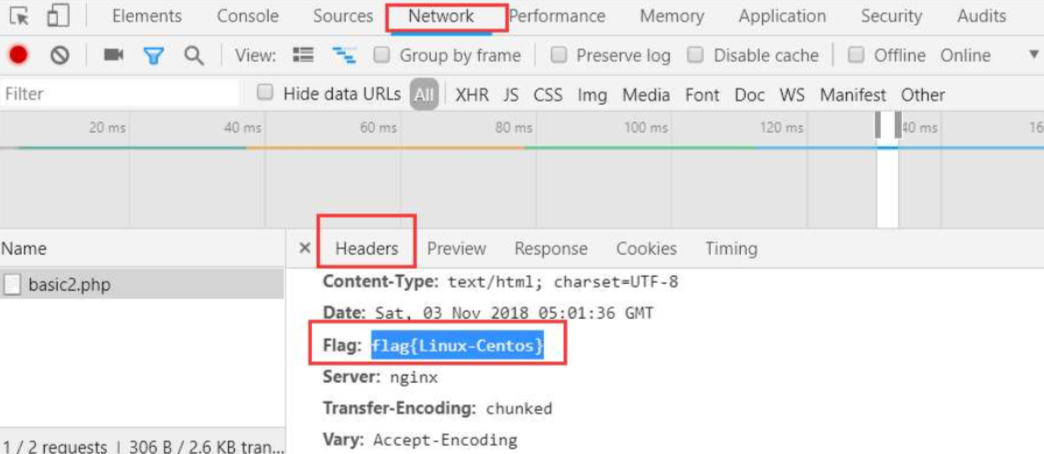 Elements Console Sources Network Performance Memory Application Security Audits
View: Group by frame Preserve log Disable cache Offline Online
Filter Hide data URLs All XHR JS CSS Img Media Font Doc WS Manifest Other
20 ms 40 ms 60 ms 80 ms 100 ms 120 ms 40 ms 16
Name
Headers Preview Response Cookies Timing
basic2.php
Content-Type: text/html; charset=UTF-8
Date: Sat, 03 Nov 2018 05:01:36 GMT
Flag: flag{Linux-Centos}
Server: nginx
Transfer-Encoding: chunked
Vary: Accept-Encoding
1 / 2 requests | 306 B / 2.6 KB tran...